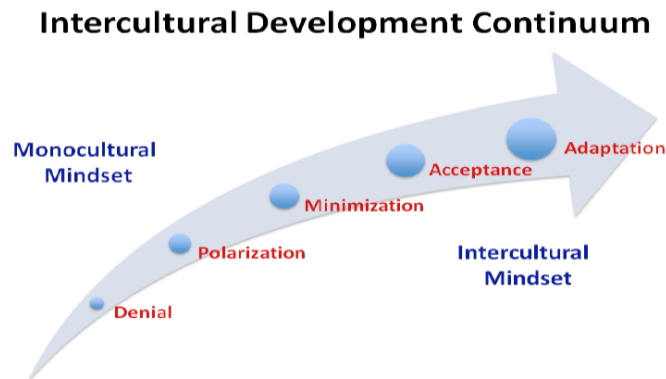 Intercultural Development Continuum
Monocultural
Mindset
Adaptation
Acceptance
Minimization
Polarization
Intercultural
Mindset
Denial